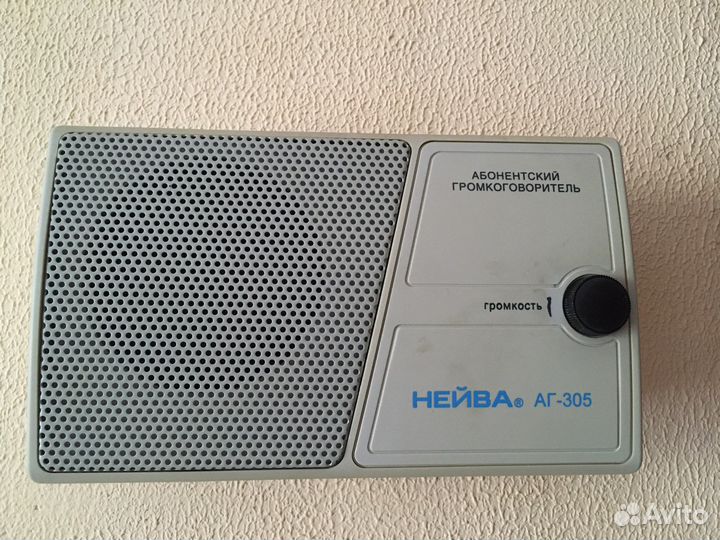 АБОНЕНТСКИЙ
ГРОМКОГОВОРИТЕЛЬ
громкость
НЕЙВА® АГ-305
Avito